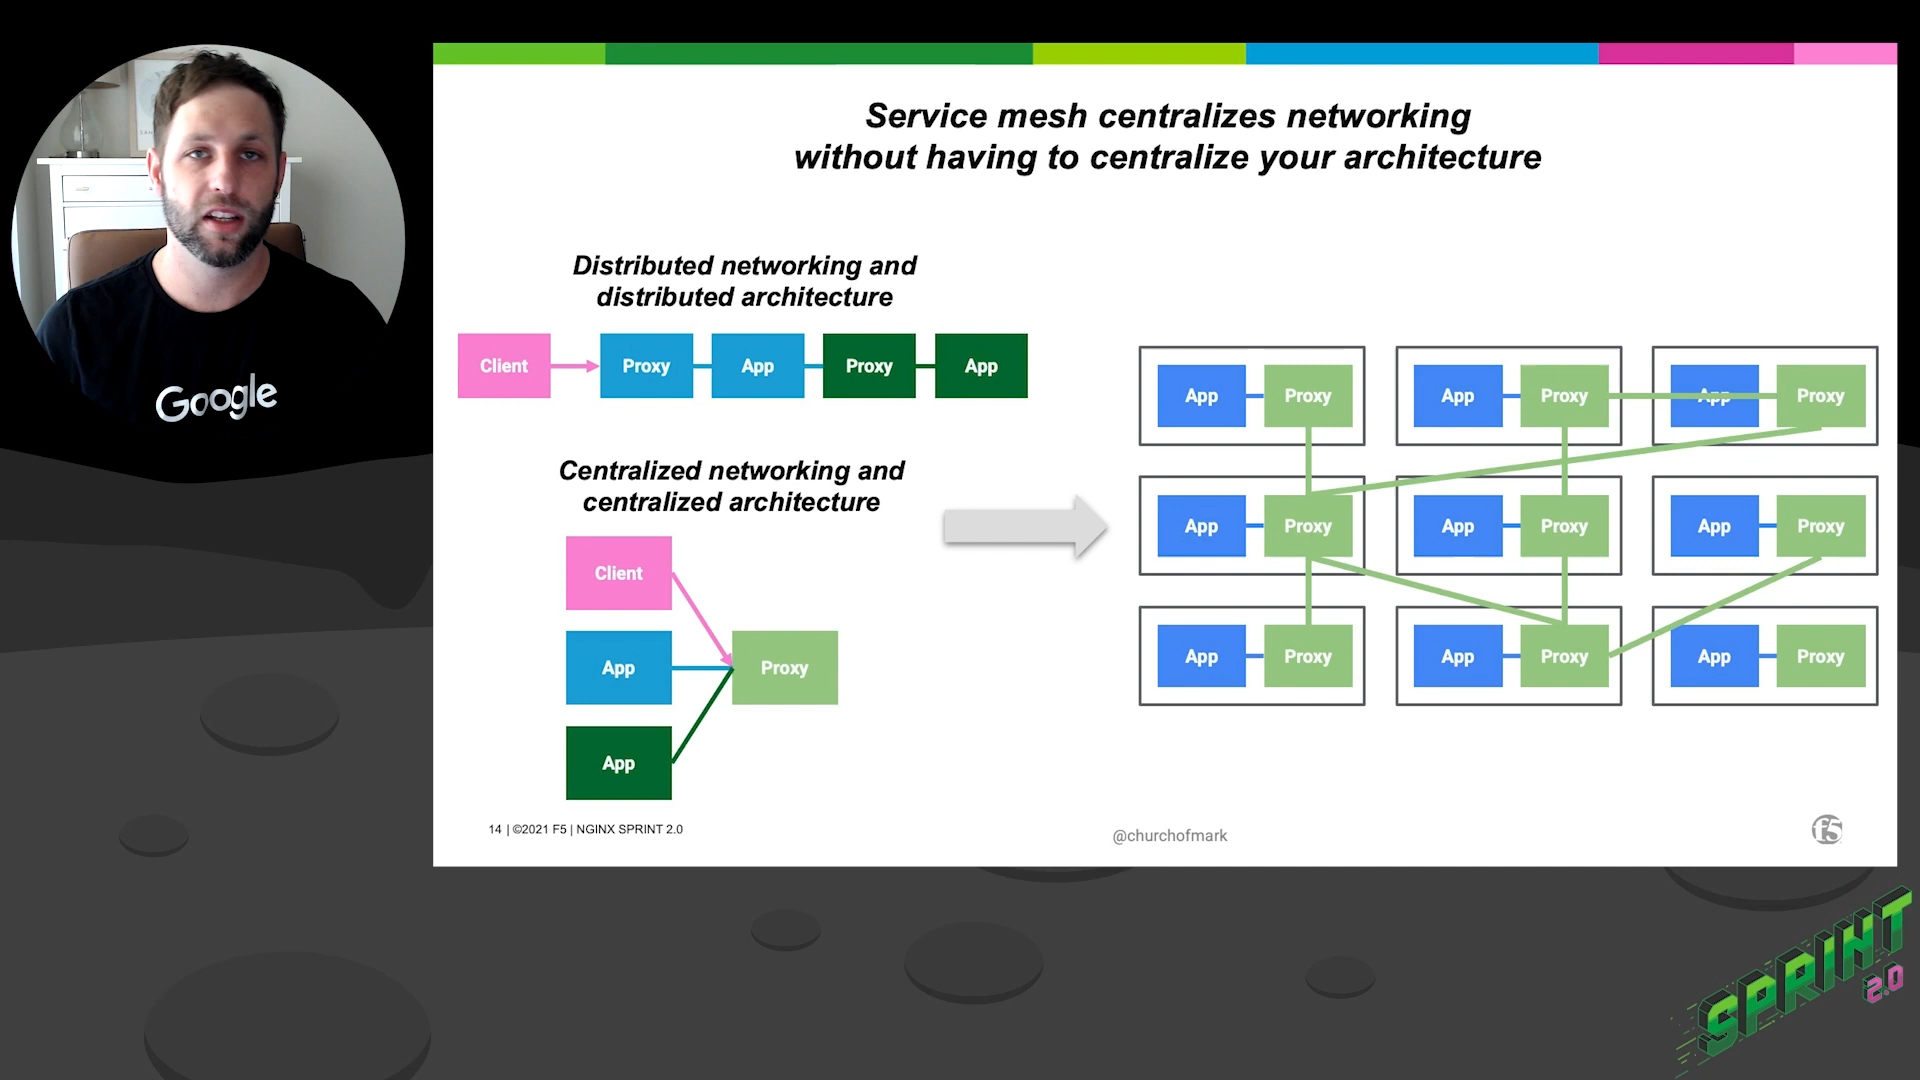 Google
Service mesh centralizes networking
without having to centralize your architecture
Distributed networking and
distributed architecture
Client
Proxy
App
Proxy
App
Centralized networking and
centralized architecture
Client
App
Proxy
App
App
Proxy
App
Proxy
App
Proxy
App
Proxy
App
Proxy
App
Proxy
App
Proxy
App
Proxy
App
Proxy
14 | ©2021 F5 | NGINX SPRINT 2.0
@churchofmark
f5
SPRINT
2.0